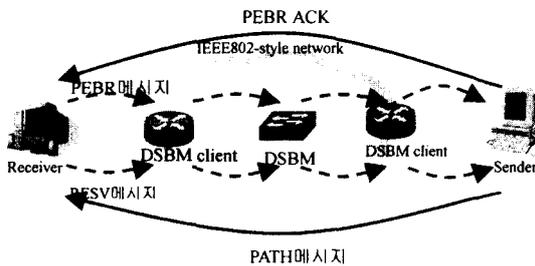 PEBR ACK
IEEE802-style network
PEBR메시지
Receiver
DSBM client
DSBM
DSBM client
Sender
RESV메시지
PATH메시지